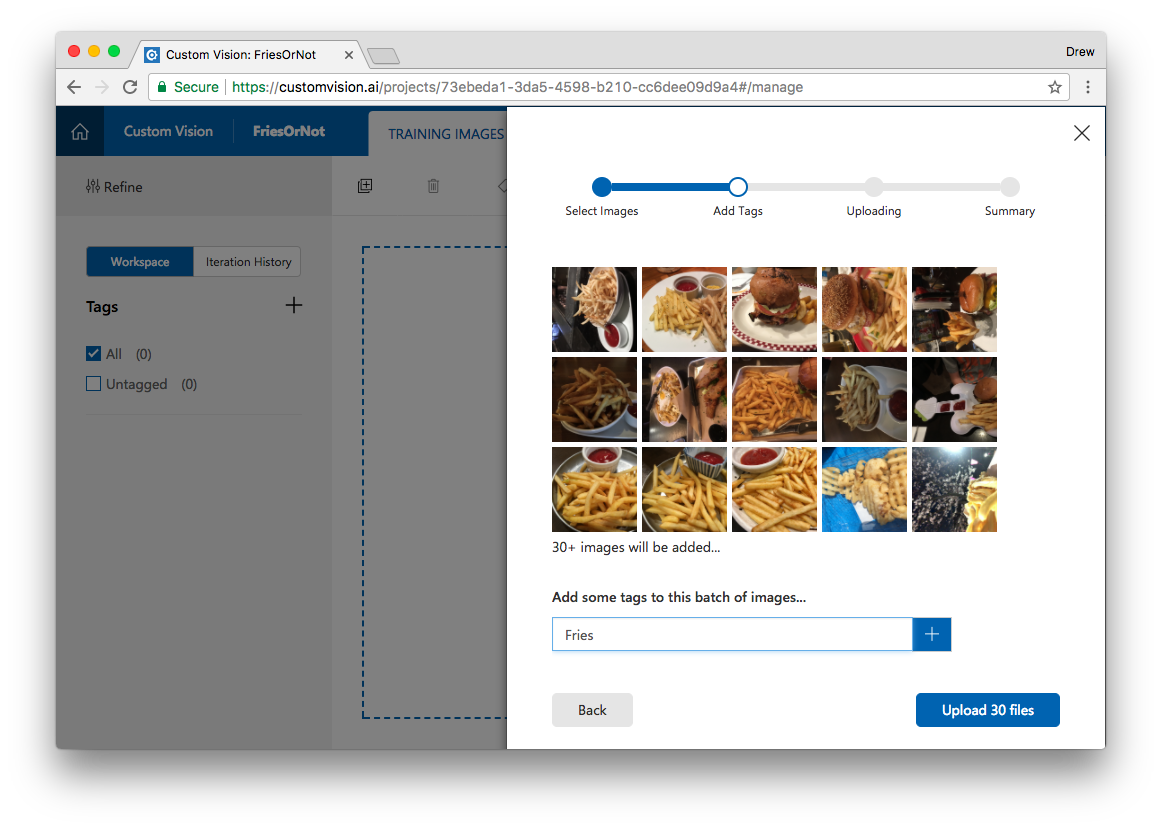 Custom Vision: FriesOrNot
Drew
Secure https://customvision.ai/projects/73ebeda1-3da5-4598-b210-cc6dee09d9a4#/manage
Custom Vision FriesOrNot TRAINING IMAGES
Refine
Select Images Add Tags Uploading Summary
Workspace Iteration History
Tags
All (0)
Untagged (0)
30+ images will be added...
Add some tags to this batch of images...
Fries
Back Upload 30 files